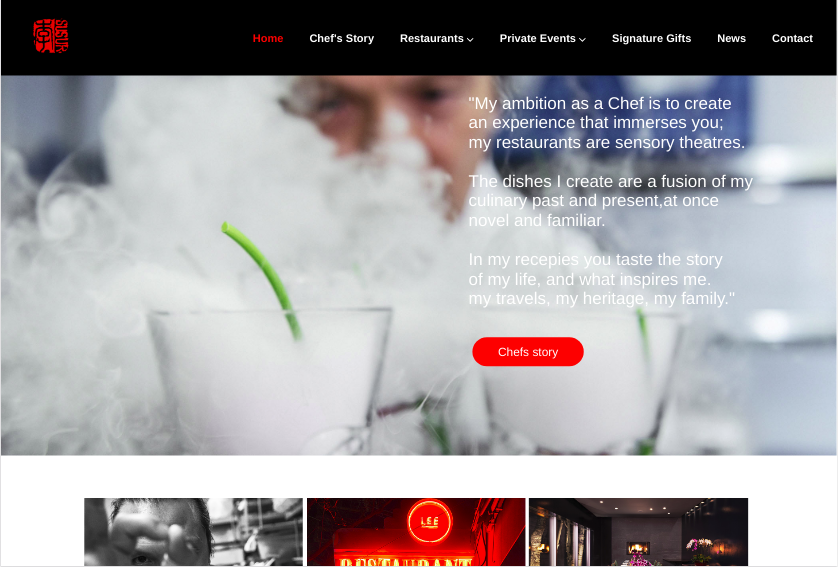 Home
Chef's Story
Restaurants
Private Events
Signature Gifts
News
Contact
"My ambition as a Chef is to create
an experience that immerses you;
my restaurants are sensory theatres.
The dishes I create are a fusion of my
culinary past and present,at once
novel and familiar.
In my recepies you taste the story
of my life, and what inspires me.
my travels, my heritage, my family."
Chefs story
LEE
RESTAURANT